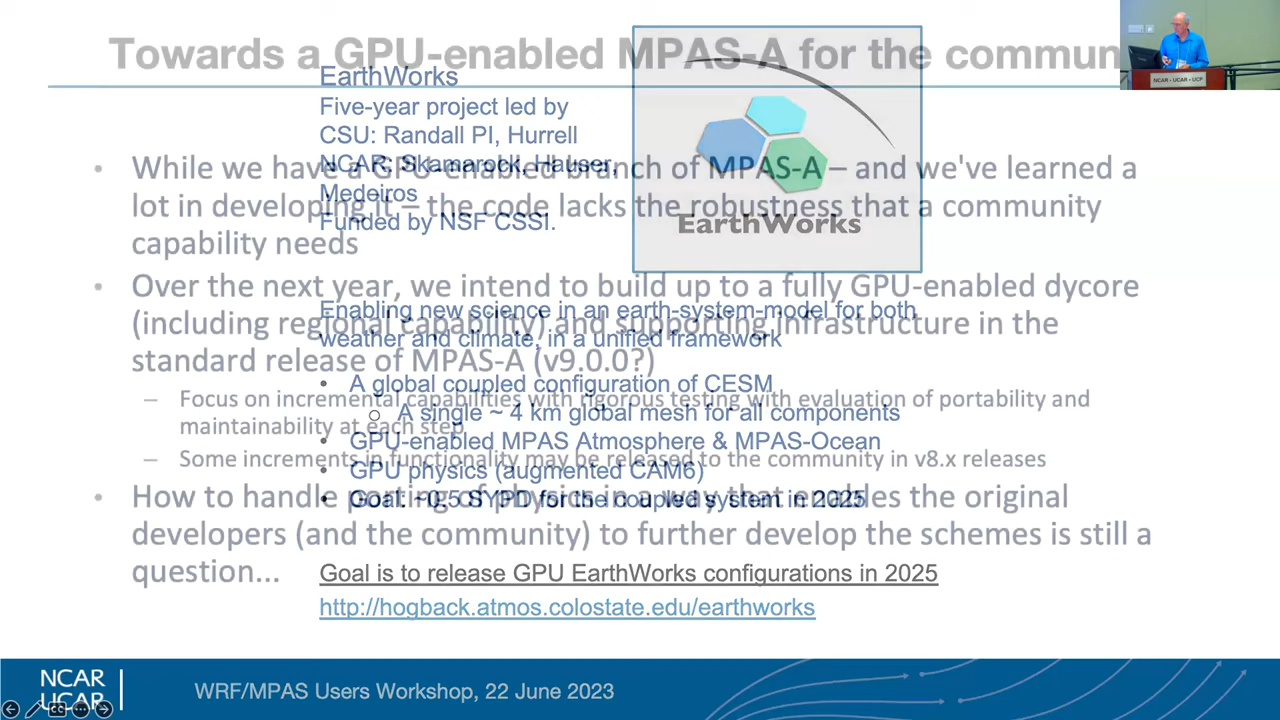 Towards a GPU-enabled MPAS-A for the commun
• While we have a GPU-enabled branch of MPAS-A – and we've learned a
lot in developing it – the code lacks the robustness that a community
capability needs
• Over the next year, we intend to build up to a fully GPU-enabled dycore
(including regional capability) and supporting infrastructure in the
standard release of MPAS-A (v9.0.0?)
– Focus on incremental capabilities with rigorous testing with evaluation of portability and
maintainability at each step
– Some increments in functionality may be released to the community in v8.x releases
• How to handle porting of physics in a way that enables the original
developers (and the community) to further develop the schemes is still a
question...
EarthWorks
Five-year project led by
CSU: Randall PI, Hurrell
NCAR: Skamarock, Hauser,
Medeiros
Funded by NSF CSSI.
EarthWorks
Enabling new science in an earth-system-model for both
weather and climate, in a unified framework
• A global coupled configuration of CESM
○ A single ~ 4 km global mesh for all components
• GPU-enabled MPAS Atmosphere & MPAS-Ocean
• GPU physics (augmented CAM6)
• Goal: ~0.5 SYPD for the coupled system in 2025
Goal is to release GPU EarthWorks configurations in 2025
http://hogback.atmos.colostate.edu/earthworks
NCAR • UCAR • UCP
NCAR
UCAR
WRF/MPAS Users Workshop, 22 June 2023